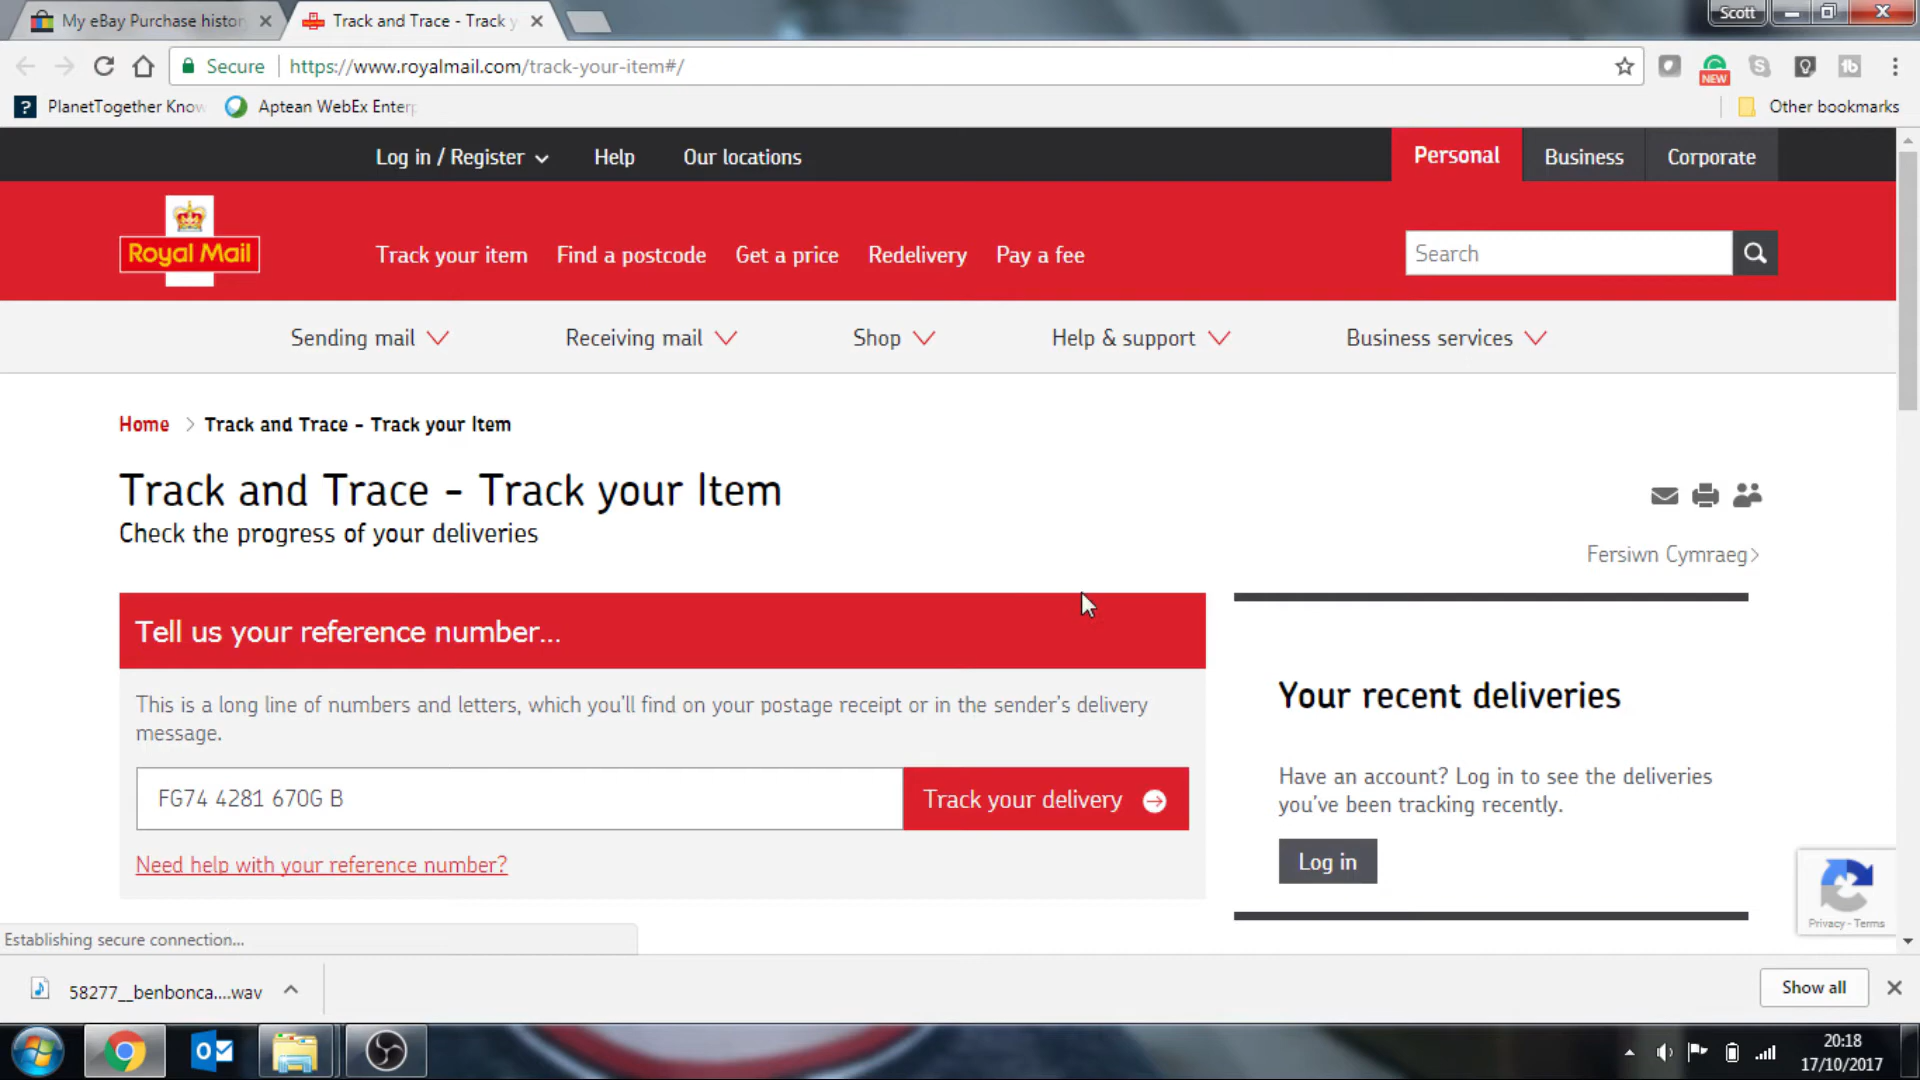 My eBay Purchase histor
Track and Trace - Track y
Scott
Secure
https://www.royalmail.com/track-your-item#/
NEW
PlanetTogether Know
Aptean WebEx Enterp
Other bookmarks
Log in / Register
Help
Our locations
Personal
Business
Corporate
Royal Mail
Track your item
Find a postcode
Get a price
Redelivery
Pay a fee
Search
Sending mail
Receiving mail
Shop
Help & support
Business services
Home
Track and Trace - Track your Item
Track and Trace - Track your Item
Check the progress of your deliveries
Fersiwn Cymraeg
Tell us your reference number...
This is a long line of numbers and letters, which you'll find on your postage receipt or in the sender's delivery
message.
FG74 4281 670G B
Track your delivery
Need help with your reference number?
Your recent deliveries
Have an account? Log in to see the deliveries
you've been tracking recently.
Log in
Privacy - Terms
Establishing secure connection...
58277__benbonca....wav
Show all
20:18
17/10/2017